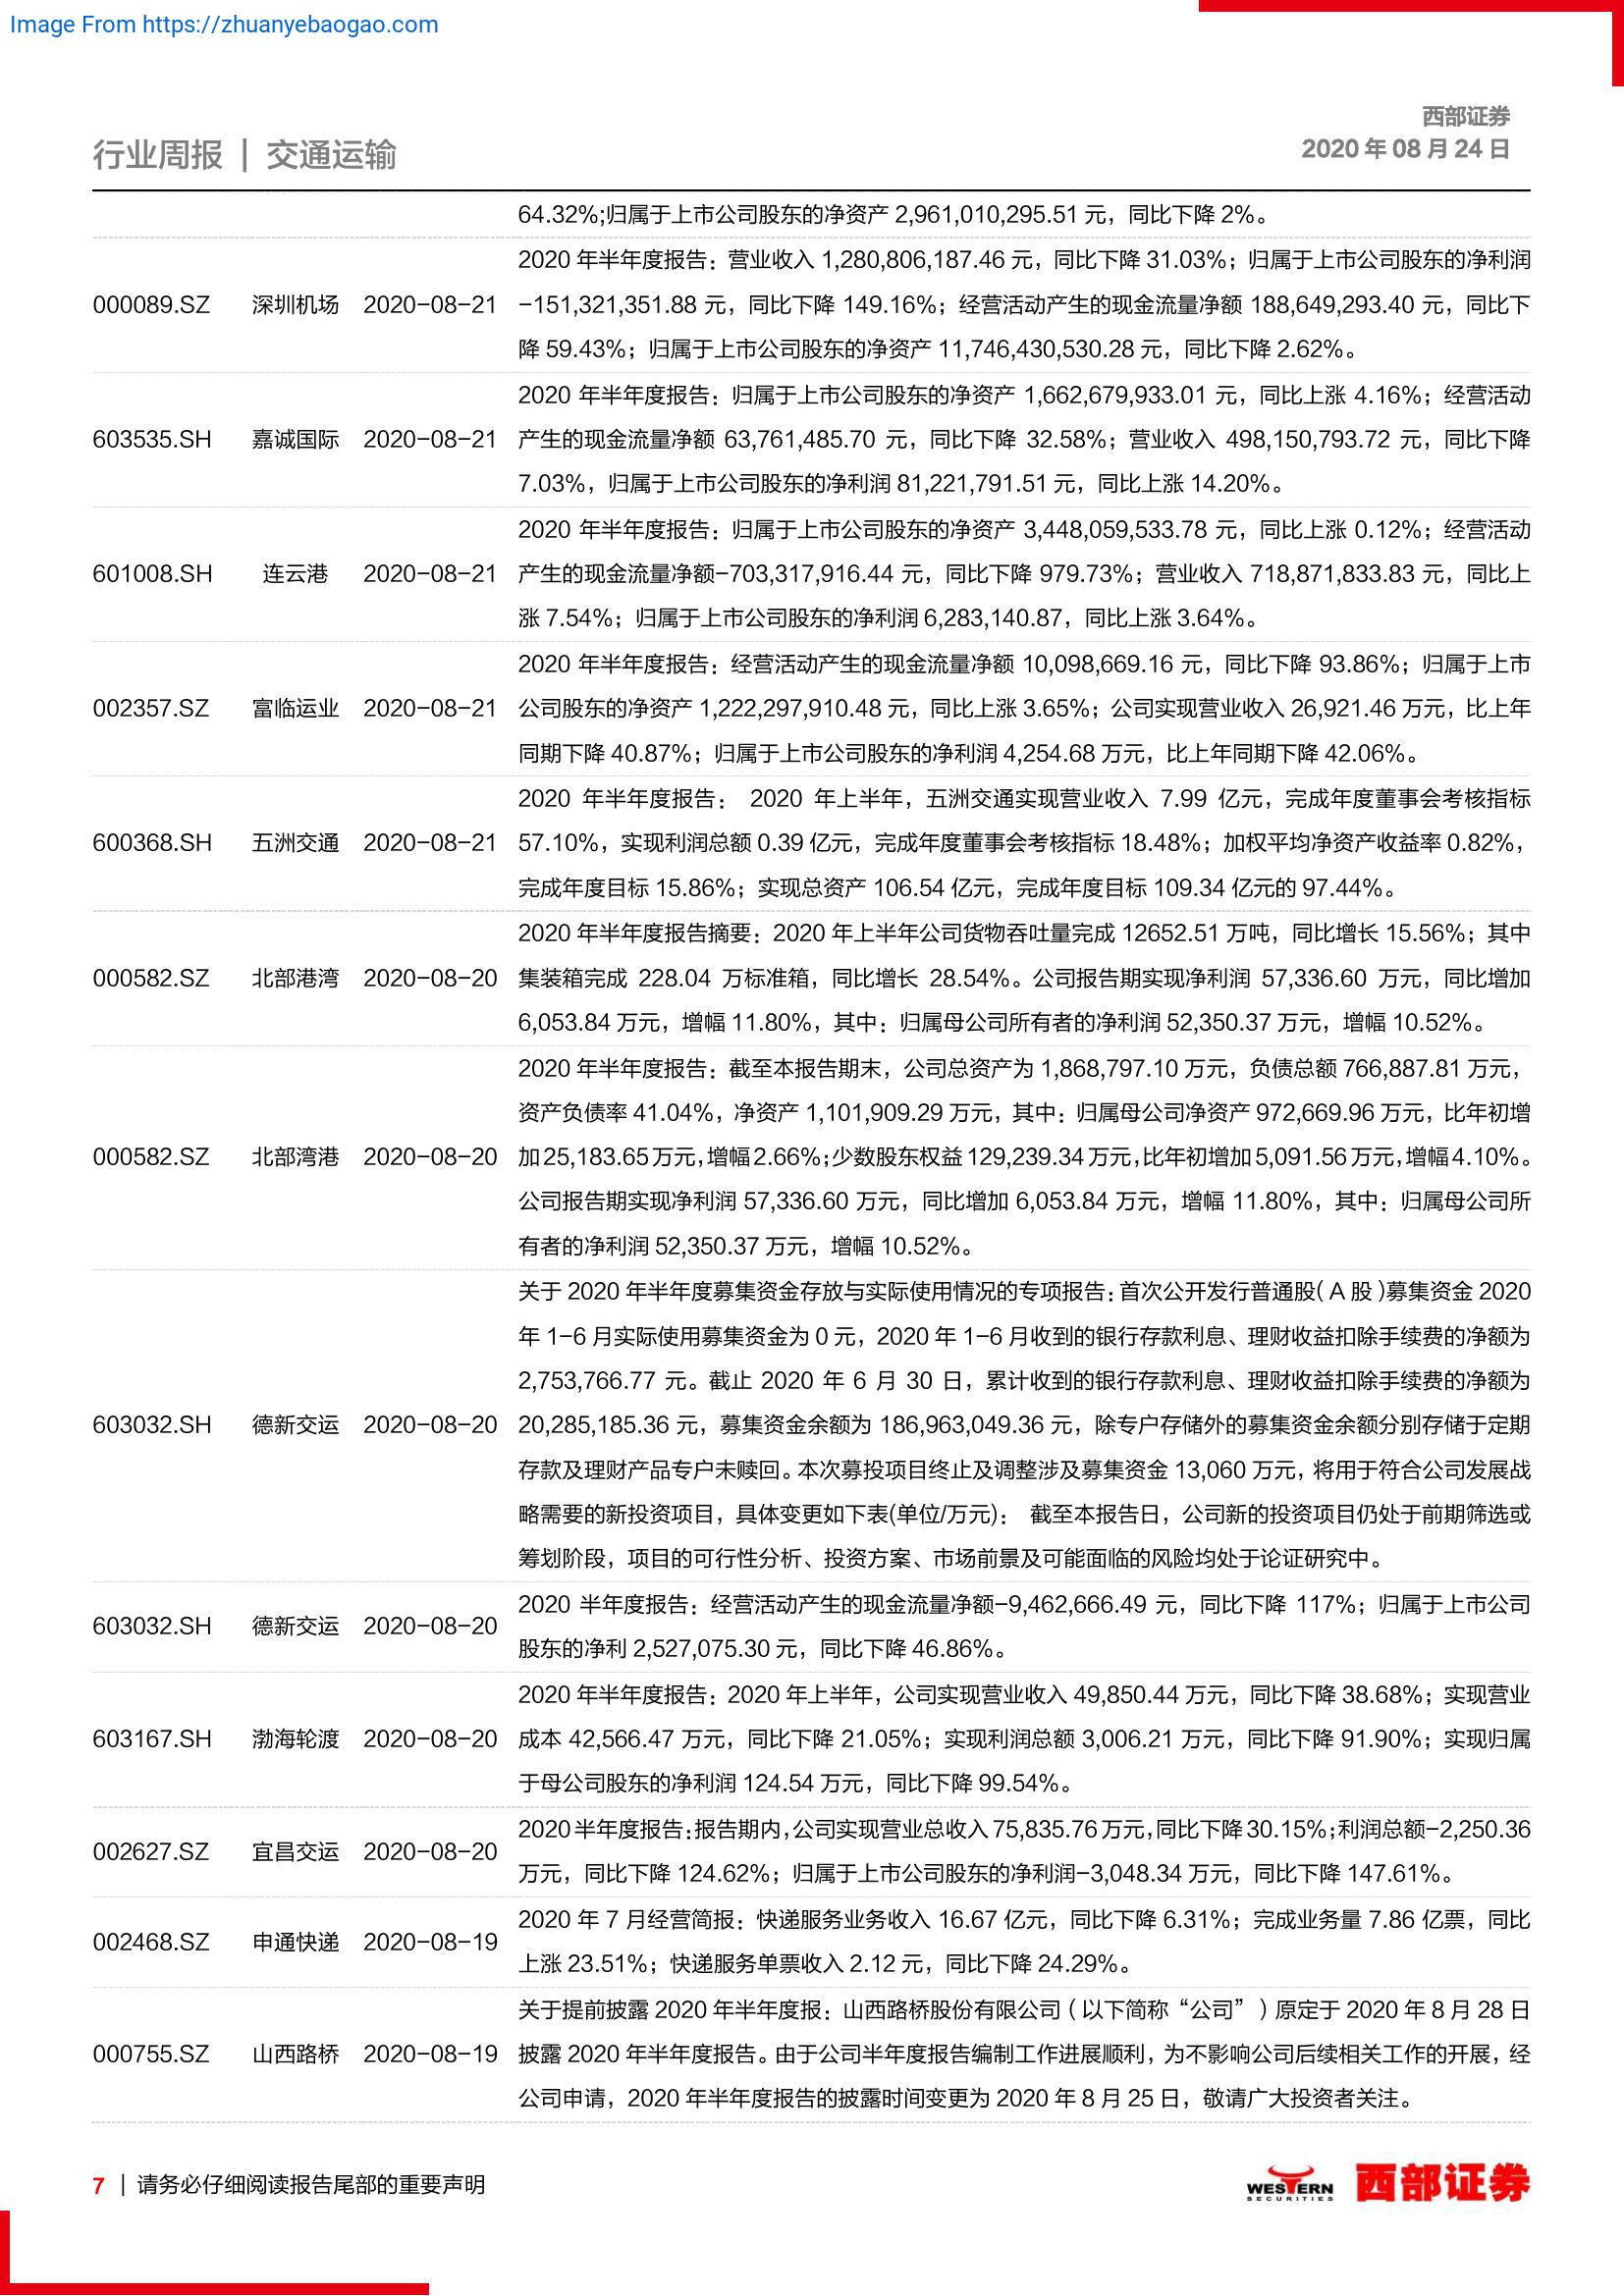 Image From https://zhuanyebaogao.com
西部证券
行业周报 | 交通运输
2020 年 08 月 24 日
64.32%;归属于上市公司股东的净资产 2,961,010,295.51 元，同比下降 2%。
2020 年半年度报告：营业收入 1,280,806,187.46 元，同比下降 31.03%；归属于上市公司股东的净利润
000089.SZ 深圳机场 2020-08-21 -151,321,351.88 元，同比下降 149.16%；经营活动产生的现金流量净额 188,649,293.40 元，同比下
降 59.43%；归属于上市公司股东的净资产 11,746,430,530.28 元，同比下降 2.62%。
2020 年半年度报告：归属于上市公司股东的净资产 1,662,679,933.01 元，同比上涨 4.16%；经营活动
603535.SH 嘉诚国际 2020-08-21 产生的现金流量净额 63,761,485.70 元，同比下降 32.58%；营业收入 498,150,793.72 元，同比下降
7.03%，归属于上市公司股东的净利润 81,221,791.51 元，同比上涨 14.20%。
2020 年半年度报告：归属于上市公司股东的净资产 3,448,059,533.78 元，同比上涨 0.12%；经营活动
601008.SH 连云港 2020-08-21 产生的现金流量净额-703,317,916.44 元，同比下降 979.73%；营业收入 718,871,833.83 元，同比上
涨 7.54%；归属于上市公司股东的净利润 6,283,140.87，同比上涨 3.64%。
2020 年半年度报告：经营活动产生的现金流量净额 10,098,669.16 元，同比下降 93.86%；归属于上市
002357.SZ 富临运业 2020-08-21 公司股东的净资产 1,222,297,910.48 元，同比上涨 3.65%；公司实现营业收入 26,921.46 万元，比上年
同期下降 40.87%；归属于上市公司股东的净利润 4,254.68 万元，比上年同期下降 42.06%。
2020 年半年度报告： 2020 年上半年，五洲交通实现营业收入 7.99 亿元，完成年度董事会考核指标
600368.SH 五洲交通 2020-08-21 57.10%，实现利润总额 0.39 亿元，完成年度董事会考核指标 18.48%；加权平均净资产收益率 0.82%，
完成年度目标 15.86%；实现总资产 106.54 亿元，完成年度目标 109.34 亿元的 97.44%。
2020 年半年度报告摘要：2020 年上半年公司货物吞吐量完成 12652.51 万吨，同比增长 15.56%；其中
000582.SZ 北部港湾 2020-08-20 集装箱完成 228.04 万标准箱，同比增长 28.54%。公司报告期实现净利润 57,336.60 万元，同比增加
6,053.84 万元，增幅 11.80%，其中：归属母公司所有者的净利润 52,350.37 万元，增幅 10.52%。
2020 年半年度报告：截至本报告期末，公司总资产为 1,868,797.10 万元，负债总额 766,887.81 万元，
资产负债率 41.04%，净资产 1,101,909.29 万元，其中：归属母公司净资产 972,669.96 万元，比年初增
000582.SZ 北部湾港 2020-08-20 加 25,183.65 万元，增幅 2.66%；少数股东权益 129,239.34 万元，比年初增加 5,091.56 万元，增幅 4.10%。
公司报告期实现净利润 57,336.60 万元，同比增加 6,053.84 万元，增幅 11.80%，其中：归属母公司所
有者的净利润 52,350.37 万元，增幅 10.52%。
关于 2020 年半年度募集资金存放与实际使用情况的专项报告：首次公开发行普通股（A 股）募集资金 2020
年 1-6 月实际使用募集资金为 0 元，2020 年 1-6 月收到的银行存款利息、理财收益扣除手续费的净额为
2,753,766.77 元。截止 2020 年 6 月 30 日，累计收到的银行存款利息、理财收益扣除手续费的净额为
603032.SH 德新交运 2020-08-20 20,285,185.36 元，募集资金余额为 186,963,049.36 元，除专户存储外的募集资金余额分别存储于定期
存款及理财产品专户未赎回。本次募投项目终止及调整涉及募集资金 13,060 万元，将用于符合公司发展战
略需要的新投资项目，具体变更如下表(单位/万元)： 截至本报告日，公司新的投资项目仍处于前期筛选或
筹划阶段，项目的可行性分析、投资方案、市场前景及可能面临的风险均处于论证研究中。
2020 半年度报告：经营活动产生的现金流量净额-9,462,666.49 元，同比下降 117%；归属于上市公司
603032.SH 德新交运 2020-08-20
股东的净利 2,527,075.30 元，同比下降 46.86%。
2020 年半年度报告：2020 年上半年，公司实现营业收入 49,850.44 万元，同比下降 38.68%；实现营业
603167.SH 渤海轮渡 2020-08-20 成本 42,566.47 万元，同比下降 21.05%；实现利润总额 3,006.21 万元，同比下降 91.90%；实现归属
于母公司股东的净利润 124.54 万元，同比下降 99.54%。
2020 半年度报告：报告期内，公司实现营业总收入 75,835.76 万元，同比下降 30.15%；利润总额-2,250.36
002627.SZ 宜昌交运 2020-08-20
万元，同比下降 124.62%；归属于上市公司股东的净利润-3,048.34 万元，同比下降 147.61%。
2020 年 7 月经营简报：快递服务业务收入 16.67 亿元，同比下降 6.31%；完成业务量 7.86 亿票，同比
002468.SZ 申通快递 2020-08-19
上涨 23.51%；快递服务单票收入 2.12 元，同比下降 24.29%。
关于提前披露 2020 年半年度报：山西路桥股份有限公司（以下简称“公司”）原定于 2020 年 8 月 28 日
000755.SZ 山西路桥 2020-08-19 披露 2020 年半年度报告。由于公司半年度报告编制工作进展顺利，为不影响公司后续相关工作的开展，经
公司申请，2020 年半年度报告的披露时间变更为 2020 年 8 月 25 日，敬请广大投资者关注。
7 | 请务必仔细阅读报告尾部的重要声明
WESTERN
SECURITIES
西部证券